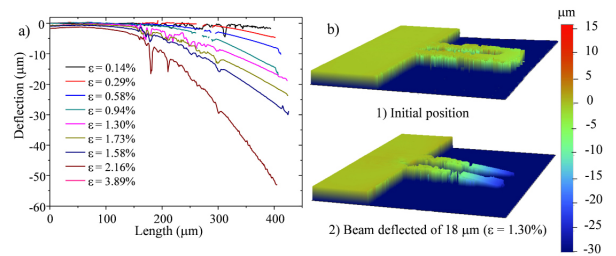 a)
0
-10
-20
-30
-40
-50
-60
Deflection (μm)
ε = 0.14%
ε = 0.29%
ε = 0.58%
ε = 0.94%
ε = 1.30%
ε = 1.73%
ε = 1.58%
ε = 2.16%
ε = 3.89%
0 100 200 300 400
Length (μm)
b)
1) Initial position
2) Beam deflected of 18 μm (ε = 1.30%)
μm
15
10
5
0
-5
-10
-15
-20
-25
-30